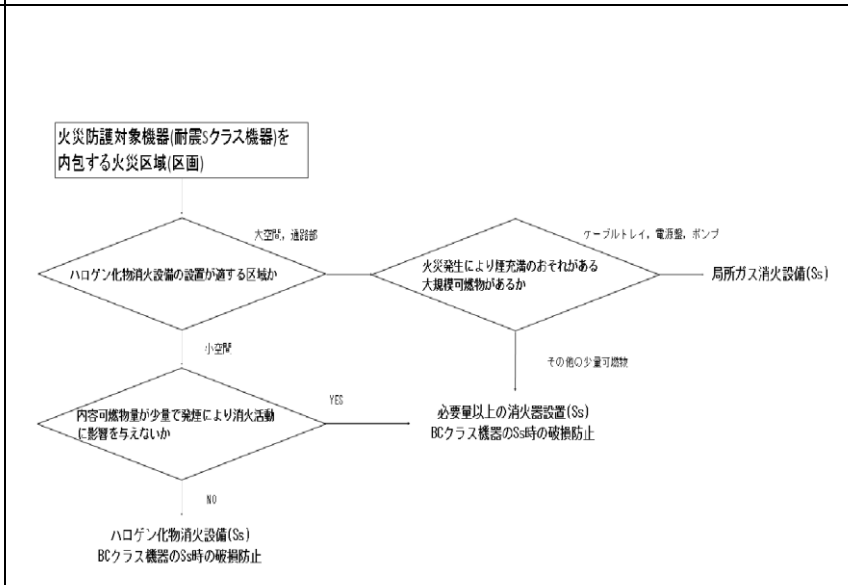 火災防護対象機器(耐震Sクラス機器)を
内包する火災区域(区画)
大空間，通路部
ケーブルトレイ，電源盤，ポンプ
ハロゲン化物消火設備の設置が適する区域か
火災発生により煙充満のおそれがある
大規模可燃物があるか
局所ガス消火設備(Ss)
小空間
その他の少量可燃物
内容可燃物量が少量で発煙により消火活動
に影響を与えないか
YES
必要量以上の消火器設置(Ss)
BCクラス機器のSs時の破損防止
NO
ハロゲン化物消火設備(Ss)
BCクラス機器のSs時の破損防止